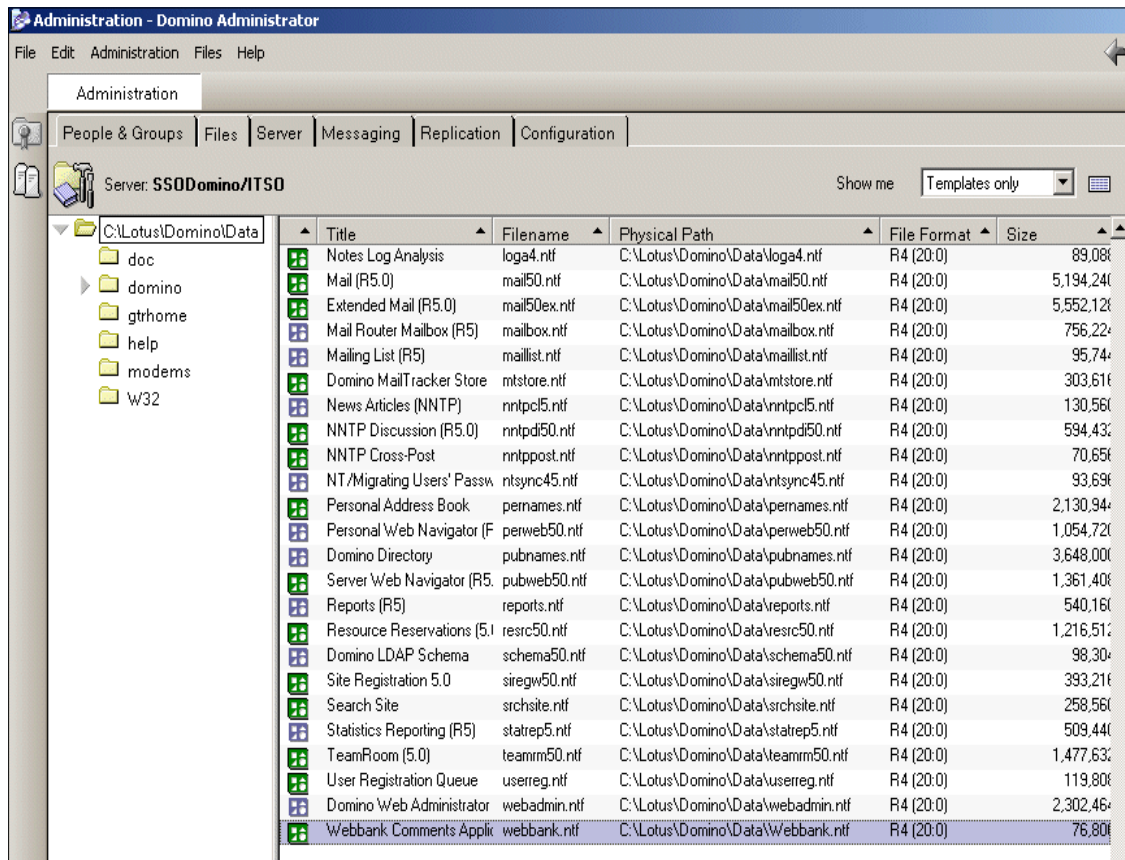 Administration - Domino Administrator
File Edit Administration Files Help
Administration
People & Groups Files Server Messaging Replication Configuration
Server: SSODomino/ITSO Show me Templates only
C:\Lotus\Domino\Data
doc
domino
gtrhome
help
modems
W32
Title Filename Physical Path File Format Size
Notes Log Analysis loga4.ntf C:\Lotus\Domino\Data\loga4.ntf R4 (20:0) 89,088
Mail (R5.0) mail50.ntf C:\Lotus\Domino\Data\mail50.ntf R4 (20:0) 5,194,240
Extended Mail (R5.0) mail50ex.ntf C:\Lotus\Domino\Data\mail50ex.ntf R4 (20:0) 5,552,128
Mail Router Mailbox (R5) mailbox.ntf C:\Lotus\Domino\Data\mailbox.ntf R4 (20:0) 756,224
Mailing List (R5) maillist.ntf C:\Lotus\Domino\Data\maillist.ntf R4 (20:0) 95,744
Domino MailTracker Store mtstore.ntf C:\Lotus\Domino\Data\mtstore.ntf R4 (20:0) 303,616
News Articles (NNTP) nntpcl5.ntf C:\Lotus\Domino\Data\nntpcl5.ntf R4 (20:0) 130,560
NNTP Discussion (R5.0) nntpdi50.ntf C:\Lotus\Domino\Data\nntpdi50.ntf R4 (20:0) 594,432
NNTP Cross-Post nntppost.ntf C:\Lotus\Domino\Data\nntppost.ntf R4 (20:0) 70,656
NT/Migrating Users' Passw ntsync45.ntf C:\Lotus\Domino\Data\ntsync45.ntf R4 (20:0) 93,696
Personal Address Book pernames.ntf C:\Lotus\Domino\Data\pernames.ntf R4 (20:0) 2,130,944
Personal Web Navigator (F perweb50.ntf C:\Lotus\Domino\Data\perweb50.ntf R4 (20:0) 1,054,720
Domino Directory pubnames.ntf C:\Lotus\Domino\Data\pubnames.ntf R4 (20:0) 3,648,000
Server Web Navigator (R5. pubweb50.ntf C:\Lotus\Domino\Data\pubweb50.ntf R4 (20:0) 1,361,408
Reports (R5) reports.ntf C:\Lotus\Domino\Data\reports.ntf R4 (20:0) 540,160
Resource Reservations (5.( resrc50.ntf C:\Lotus\Domino\Data\resrc50.ntf R4 (20:0) 1,216,512
Domino LDAP Schema schema50.ntf C:\Lotus\Domino\Data\schema50.ntf R4 (20:0) 98,304
Site Registration 5.0 siregw50.ntf C:\Lotus\Domino\Data\siregw50.ntf R4 (20:0) 393,216
Search Site srchsite.ntf C:\Lotus\Domino\Data\srchsite.ntf R4 (20:0) 258,560
Statistics Reporting (R5) statrep5.ntf C:\Lotus\Domino\Data\statrep5.ntf R4 (20:0) 509,440
TeamRoom (5.0) teamrm50.ntf C:\Lotus\Domino\Data\teamrm50.ntf R4 (20:0) 1,477,632
User Registration Queue userreg.ntf C:\Lotus\Domino\Data\userreg.ntf R4 (20:0) 119,808
Domino Web Administrator webadmin.ntf C:\Lotus\Domino\Data\webadmin.ntf R4 (20:0) 2,302,464
Webbank Comments Applic webbank.ntf C:\Lotus\Domino\Data\Webbank.ntf R4 (20:0) 76,800